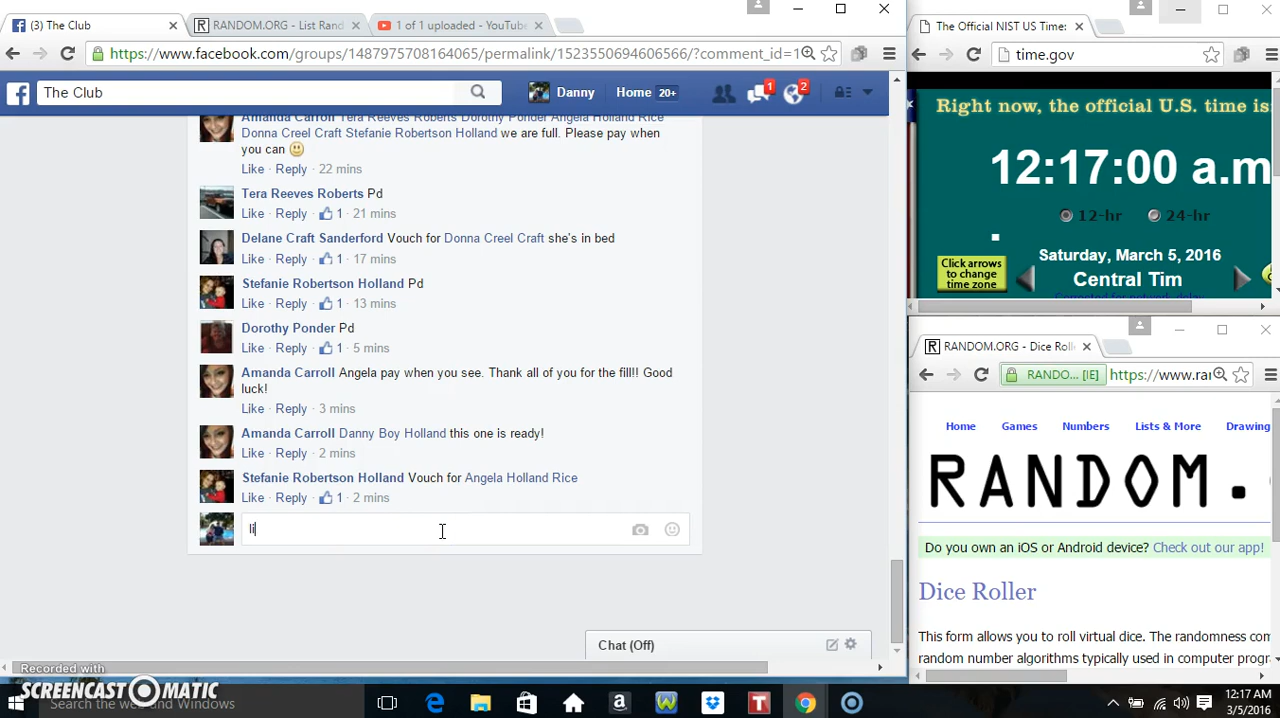 (3) The Club
RANDOM.ORG - List Rand
1 of 1 uploaded - YouTube
https://www.facebook.com/groups/1487975708164065/permalink/1523550694606566/?comment_id=1
The Club
Danny
Home 20+
1
2
Amanda Carroll Tera Reeves Roberts Dorothy Ponder Angela Holland Rice
Donna Creel Craft Stefanie Robertson Holland we are full. Please pay when
you can
Like · Reply · 22 mins
Tera Reeves Roberts Pd
Like · Reply · 1 · 21 mins
Delane Craft Sanderford Vouch for Donna Creel Craft she's in bed
Like · Reply · 1 · 17 mins
Stefanie Robertson Holland Pd
Like · Reply · 1 · 13 mins
Dorothy Ponder Pd
Like · Reply · 1 · 5 mins
Amanda Carroll Angela pay when you see. Thank all of you for the fill!! Good
luck!
Like · Reply · 3 mins
Amanda Carroll Danny Boy Holland this one is ready!
Like · Reply · 2 mins
Stefanie Robertson Holland Vouch for Angela Holland Rice
Like · Reply · 1 · 2 mins
li
Chat (Off)
Recorded with
SCREENCAST-O-MATIC
Search the web and Windows
The Official NIST US Time:
time.gov
Right now, the official U.S. time is:
12:17:00 a.m
12-hr 24-hr
Click arrows
to change
time zone
Saturday, March 5, 2016
Central Tim
RANDOM.ORG - Dice Roller
RANDO... [IE] https://www.rar
Home Games Numbers Lists & More Drawing
RANDOM.
Do you own an iOS or Android device? Check out our app!
Dice Roller
This form allows you to roll virtual dice. The randomness com
random number algorithms typically used in computer progr
12:17 AM
3/5/2016